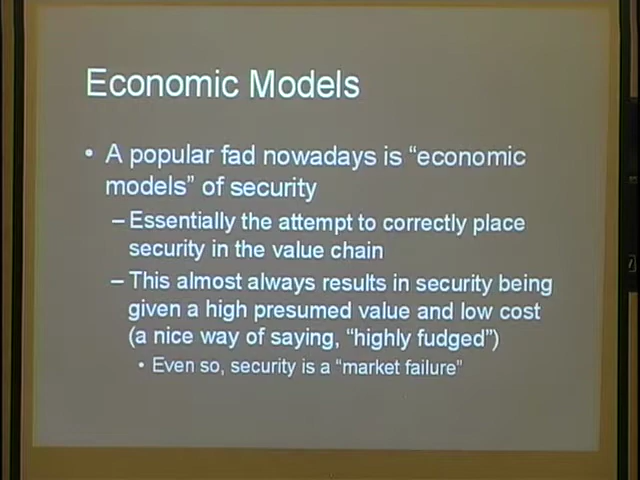 Economic Models
• A popular fad nowadays is “economic
models” of security
– Essentially the attempt to correctly place
security in the value chain
– This almost always results in security being
given a high presumed value and low cost
(a nice way of saying, “highly fudged”)
• Even so, security is a “market failure”